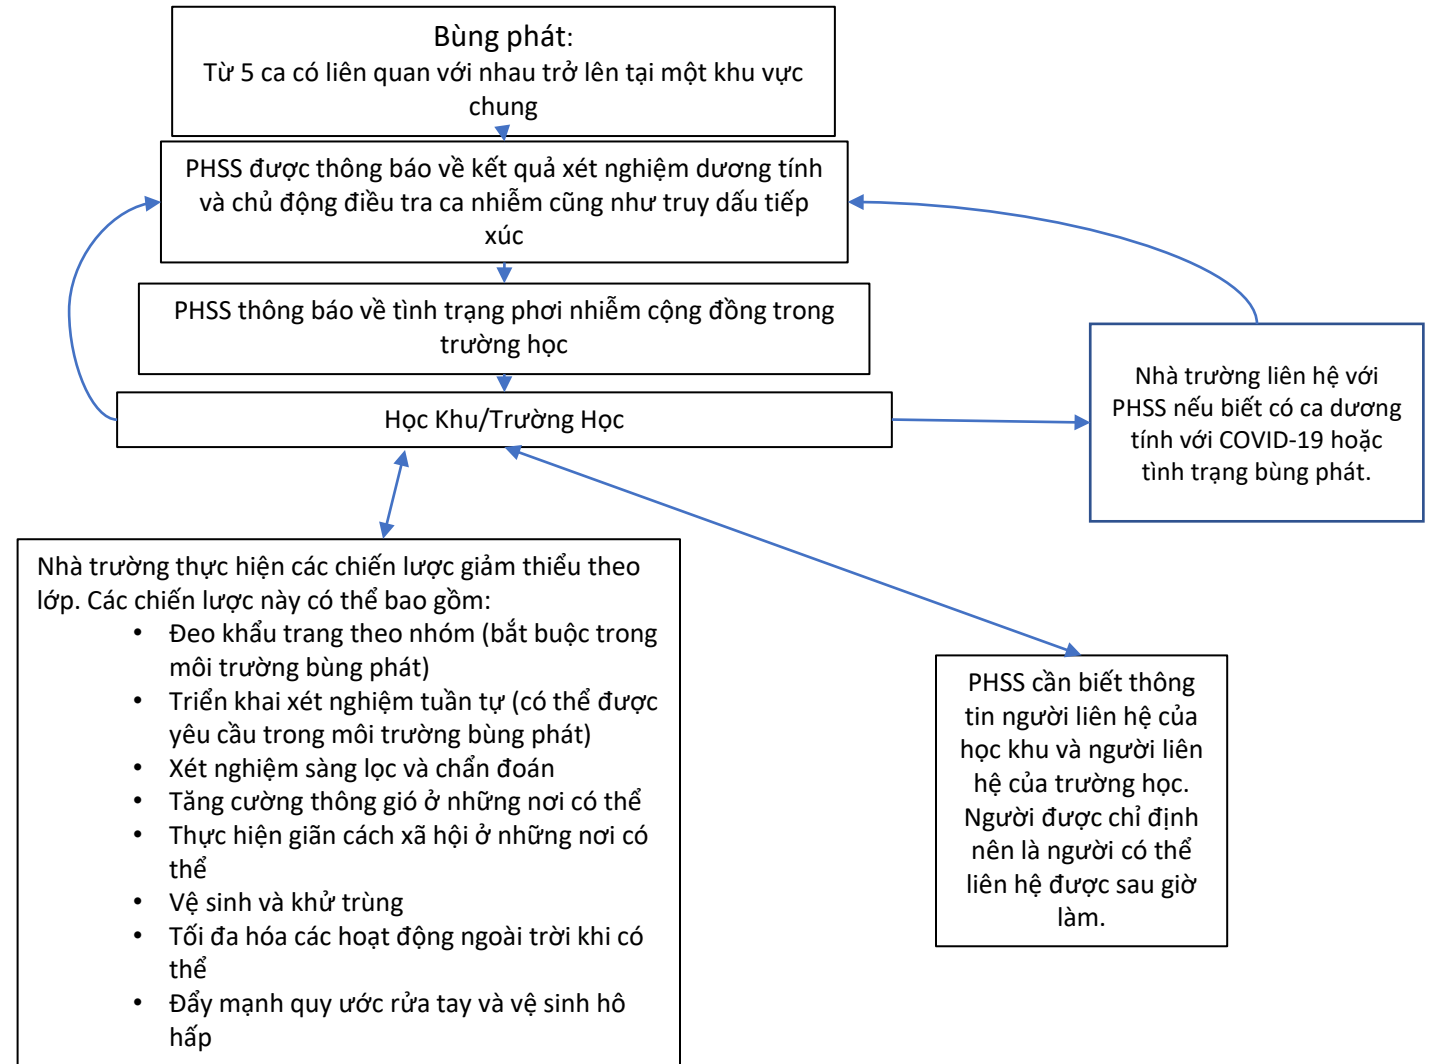 Bùng phát:
Từ 5 ca có liên quan với nhau trở lên tại một khu vực
chung
PHSS được thông báo về kết quả xét nghiệm dương tính
và chủ động điều tra ca nhiễm cũng như truy dấu tiếp
xúc
PHSS thông báo về tình trạng phơi nhiễm cộng đồng trong
trường học
Học Khu/Trường Học
Nhà trường liên hệ với
PHSS nếu biết có ca dương
tính với COVID-19 hoặc
tình trạng bùng phát.
Nhà trường thực hiện các chiến lược giảm thiểu theo
lớp. Các chiến lược này có thể bao gồm:
• Đeo khẩu trang theo nhóm (bắt buộc trong
môi trường bùng phát)
• Triển khai xét nghiệm tuần tự (có thể được
yêu cầu trong môi trường bùng phát)
• Xét nghiệm sàng lọc và chẩn đoán
• Tăng cường thông gió ở những nơi có thể
• Thực hiện giãn cách xã hội ở những nơi có
thể
• Vệ sinh và khử trùng
• Tối đa hóa các hoạt động ngoài trời khi có
thể
• Đẩy mạnh quy ước rửa tay và vệ sinh hô
hấp
PHSS cần biết thông
tin người liên hệ của
học khu và người liên
hệ của trường học.
Người được chỉ định
nên là người có thể
liên hệ được sau giờ
làm.